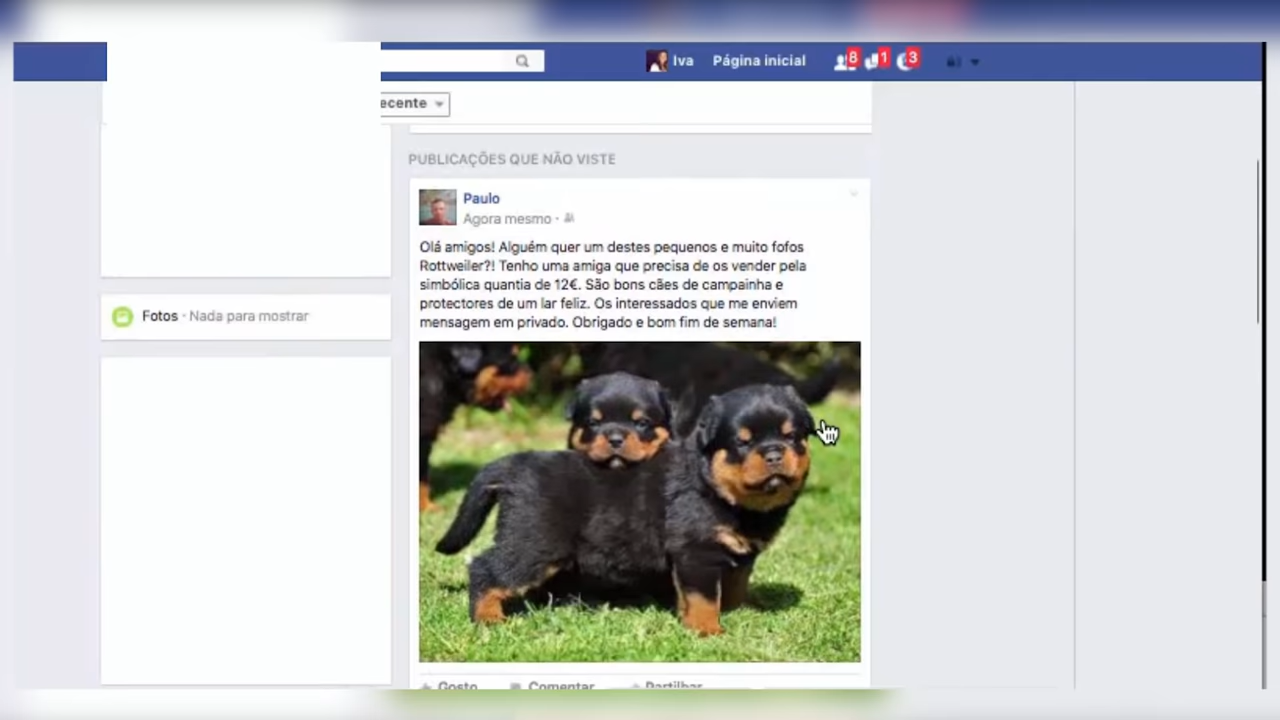 Iva
Página inicial
8
1
3
ecente
PUBLICAÇÕES QUE NÃO VISTE
Paulo
Agora mesmo ·
Olá amigos! Alguém quer um destes pequenos e muito fofos
Rottweiler?! Tenho uma amiga que precisa de os vender pela
simbólica quantia de 12€. São bons cães de campainha e
protectores de um lar feliz. Os interessados que me enviem
mensagem em privado. Obrigado e bom fim de semana!
Fotos · Nada para mostrar
Gosto
Comentar
Partilhar